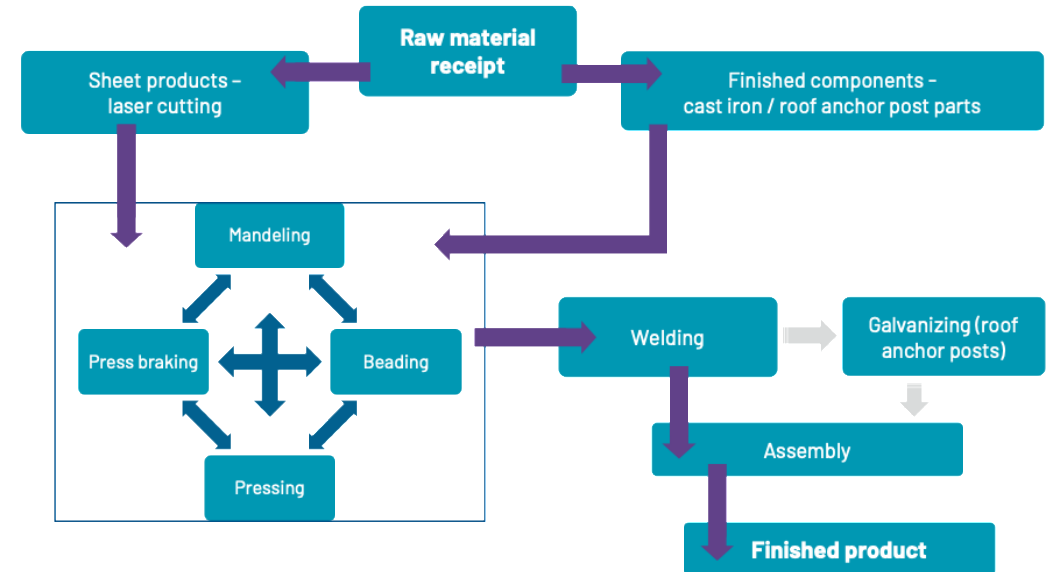 Raw material
receipt
Sheet products –
laser cutting
Finished components -
cast iron / roof anchor post parts
Mandeling
Press braking
Beading
Pressing
Welding
Galvanizing (roof
anchor posts)
Assembly
Finished product